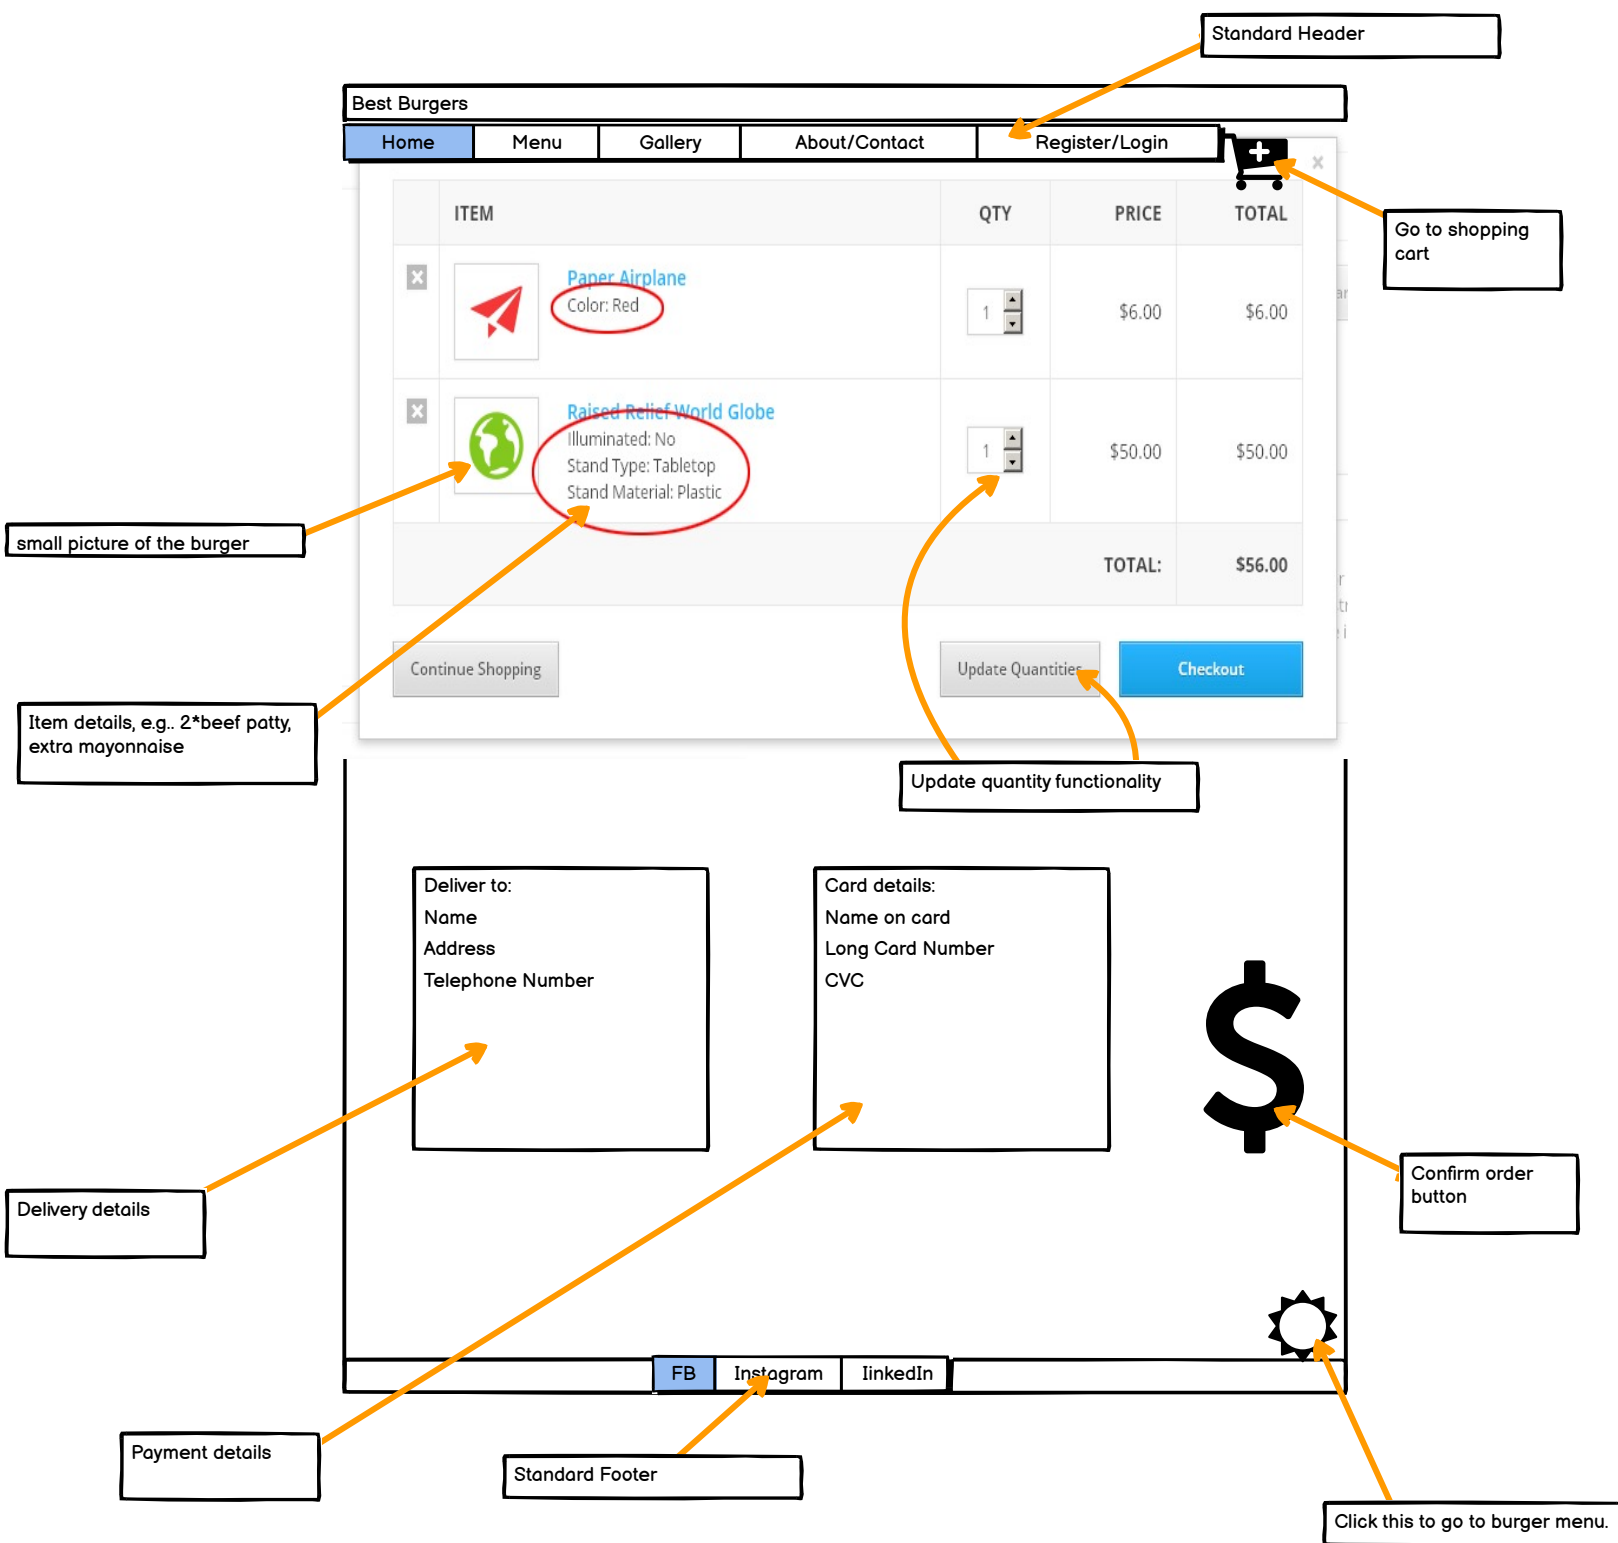 Standard Header
Best Burgers
Home Menu Gallery About/Contact Register/Login
Go to shopping
cart
ITEM QTY PRICE TOTAL
Paper Airplane
Color: Red
1 $6.00 $6.00
Raised Relief World Globe
Illuminated: No
Stand Type: Tabletop
Stand Material: Plastic
1 $50.00 $50.00
small picture of the burger
TOTAL: $56.00
Continue Shopping Update Quantities Checkout
Item details, e.g.. 2*beef patty,
extra mayonnaise
Update quantity functionality
Deliver to:
Name
Address
Telephone Number
Card details:
Name on card
Long Card Number
CVC
Confirm order
button
Delivery details
FB Instagram IinkedIn
Payment details
Standard Footer
Click this to go to burger menu.